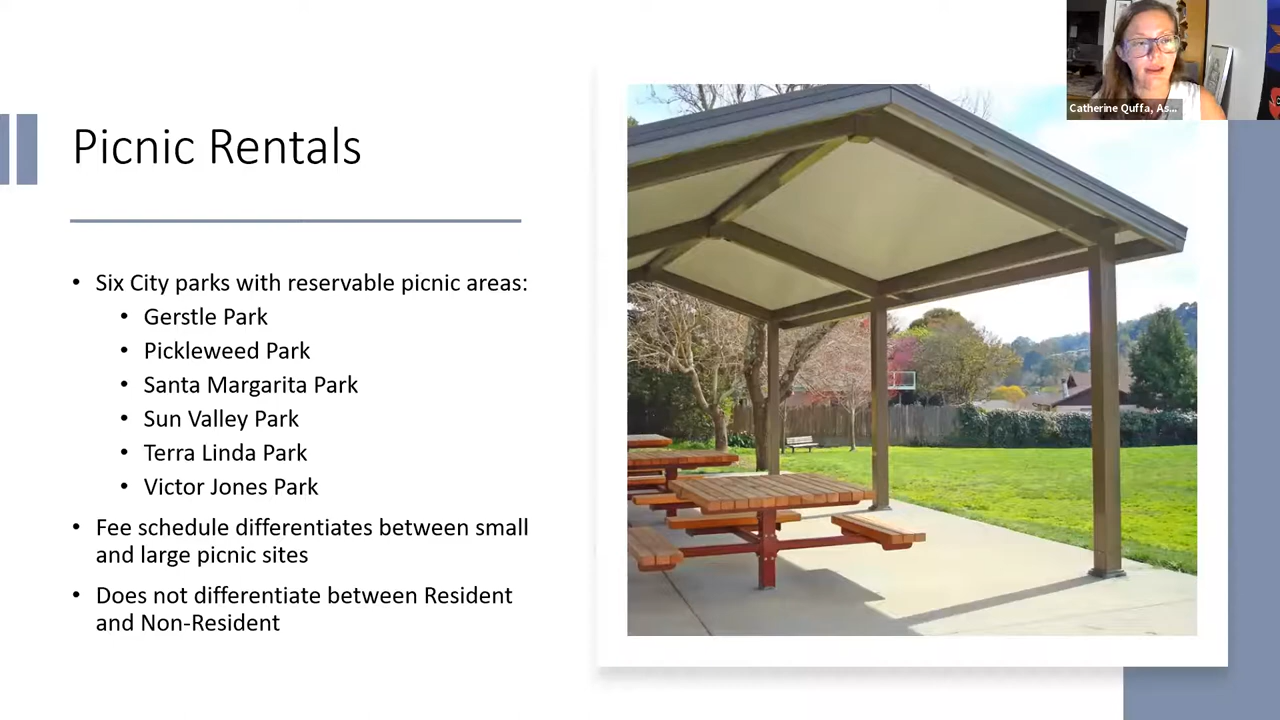 Catherine Quffa, As...
Picnic Rentals
• Six City parks with reservable picnic areas:
• Gerstle Park
• Pickleweed Park
• Santa Margarita Park
• Sun Valley Park
• Terra Linda Park
• Victor Jones Park
• Fee schedule differentiates between small
and large picnic sites
• Does not differentiate between Resident
and Non-Resident